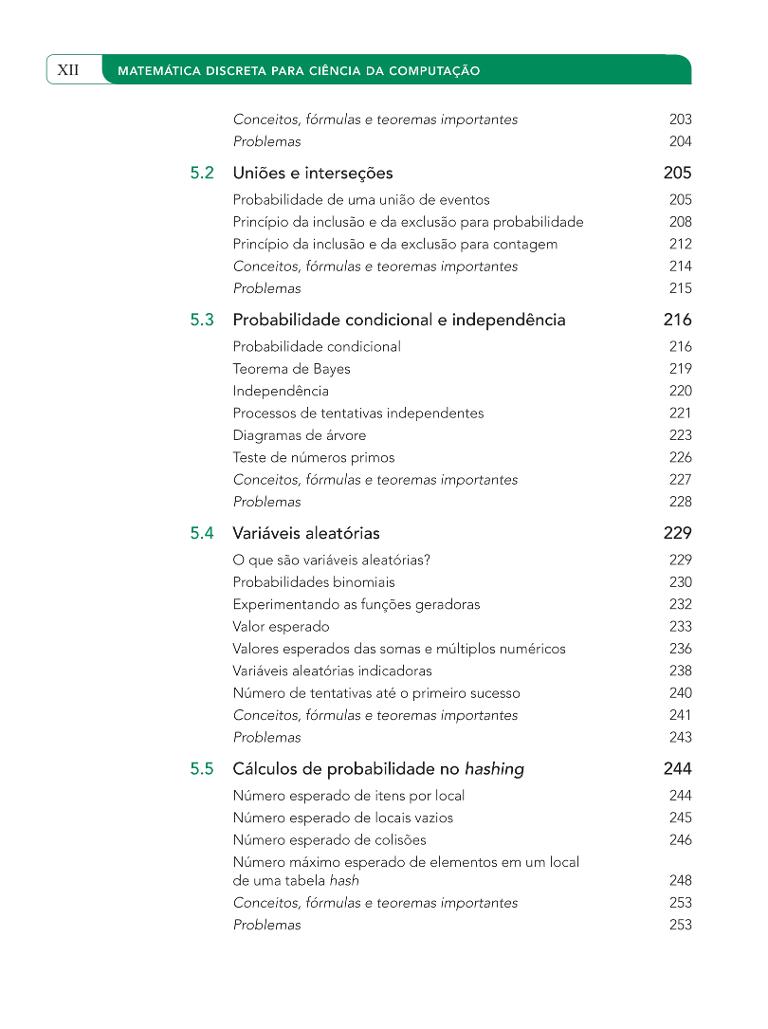 XII MATEMÁTICA DISCRETA PARA CIÊNCIA DA COMPUTAÇÃO
Conceitos, fórmulas e teoremas importantes 203
Problemas 204
5.2 Uniões e interseções 205
Probabilidade de uma união de eventos 205
Princípio da inclusão e da exclusão para probabilidade 208
Princípio da inclusão e da exclusão para contagem 212
Conceitos, fórmulas e teoremas importantes 214
Problemas 215
5.3 Probabilidade condicional e independência 216
Probabilidade condicional 216
Teorema de Bayes 219
Independência 220
Processos de tentativas independentes 221
Diagramas de árvore 223
Teste de números primos 226
Conceitos, fórmulas e teoremas importantes 227
Problemas 228
5.4 Variáveis aleatórias 229
O que são variáveis aleatórias? 229
Probabilidades binomiais 230
Experimentando as funções geradoras 232
Valor esperado 233
Valores esperados das somas e múltiplos numéricos 236
Variáveis aleatórias indicadoras 238
Número de tentativas até o primeiro sucesso 240
Conceitos, fórmulas e teoremas importantes 241
Problemas 243
5.5 Cálculos de probabilidade no hashing 244
Número esperado de itens por local 244
Número esperado de locais vazios 245
Número esperado de colisões 246
Número máximo esperado de elementos em um local
de uma tabela hash 248
Conceitos, fórmulas e teoremas importantes 253
Problemas 253